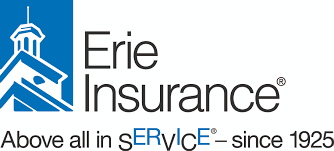 Erie
Insurance®
Above all in SERVICE® – since 1925